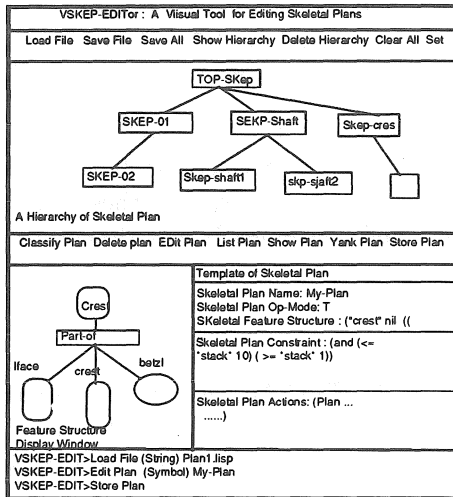 VSKEP-EDITor : A Viisual Tool for Editing Skeletal Plans
Load File Save File Save All Show Hierarchy Delete Hierarchy Clear All Set
TOP-SKep
SKEP-01 SEKP-Shaft Skep-cres
SKEP-02 Skep-shaft1 skp-sjaft2
A Hierarchy of Skeletal Plan
Classify Plan Delete plan EDit Plan List Plan Show Plan Yank Plan Store Plan
Template of Skeletal Plan
Skeletal Plan Name: My-Plan
Skeletal Plan Op-Mode: T
SKeletal Feature Structure : ("crest" nil ((
Skeletal Plan Constraint : (and (<=
*stack* 10) ( >= *stack* 1))
Skeletal Plan Actions: (Plan ...
......)
Crest
Part-of
lface crest betzl
Feature Structure
Display Window
VSKEP-EDIT>Load File (String) Plan1.lisp
VSKEP-EDIT>Edit Plan (Symbol) My-Plan
VSKEP-EDIT>Store Plan